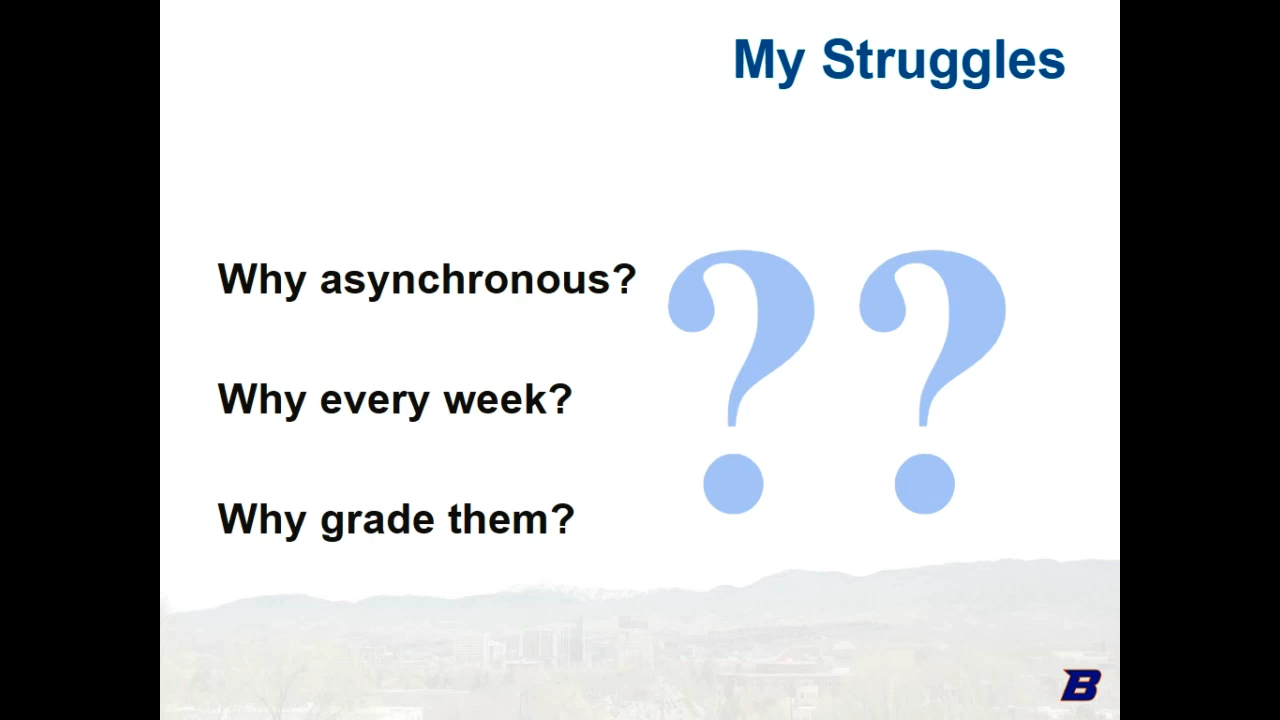 My Struggles
Why asynchronous?
Why every week?
Why grade them?
??
B